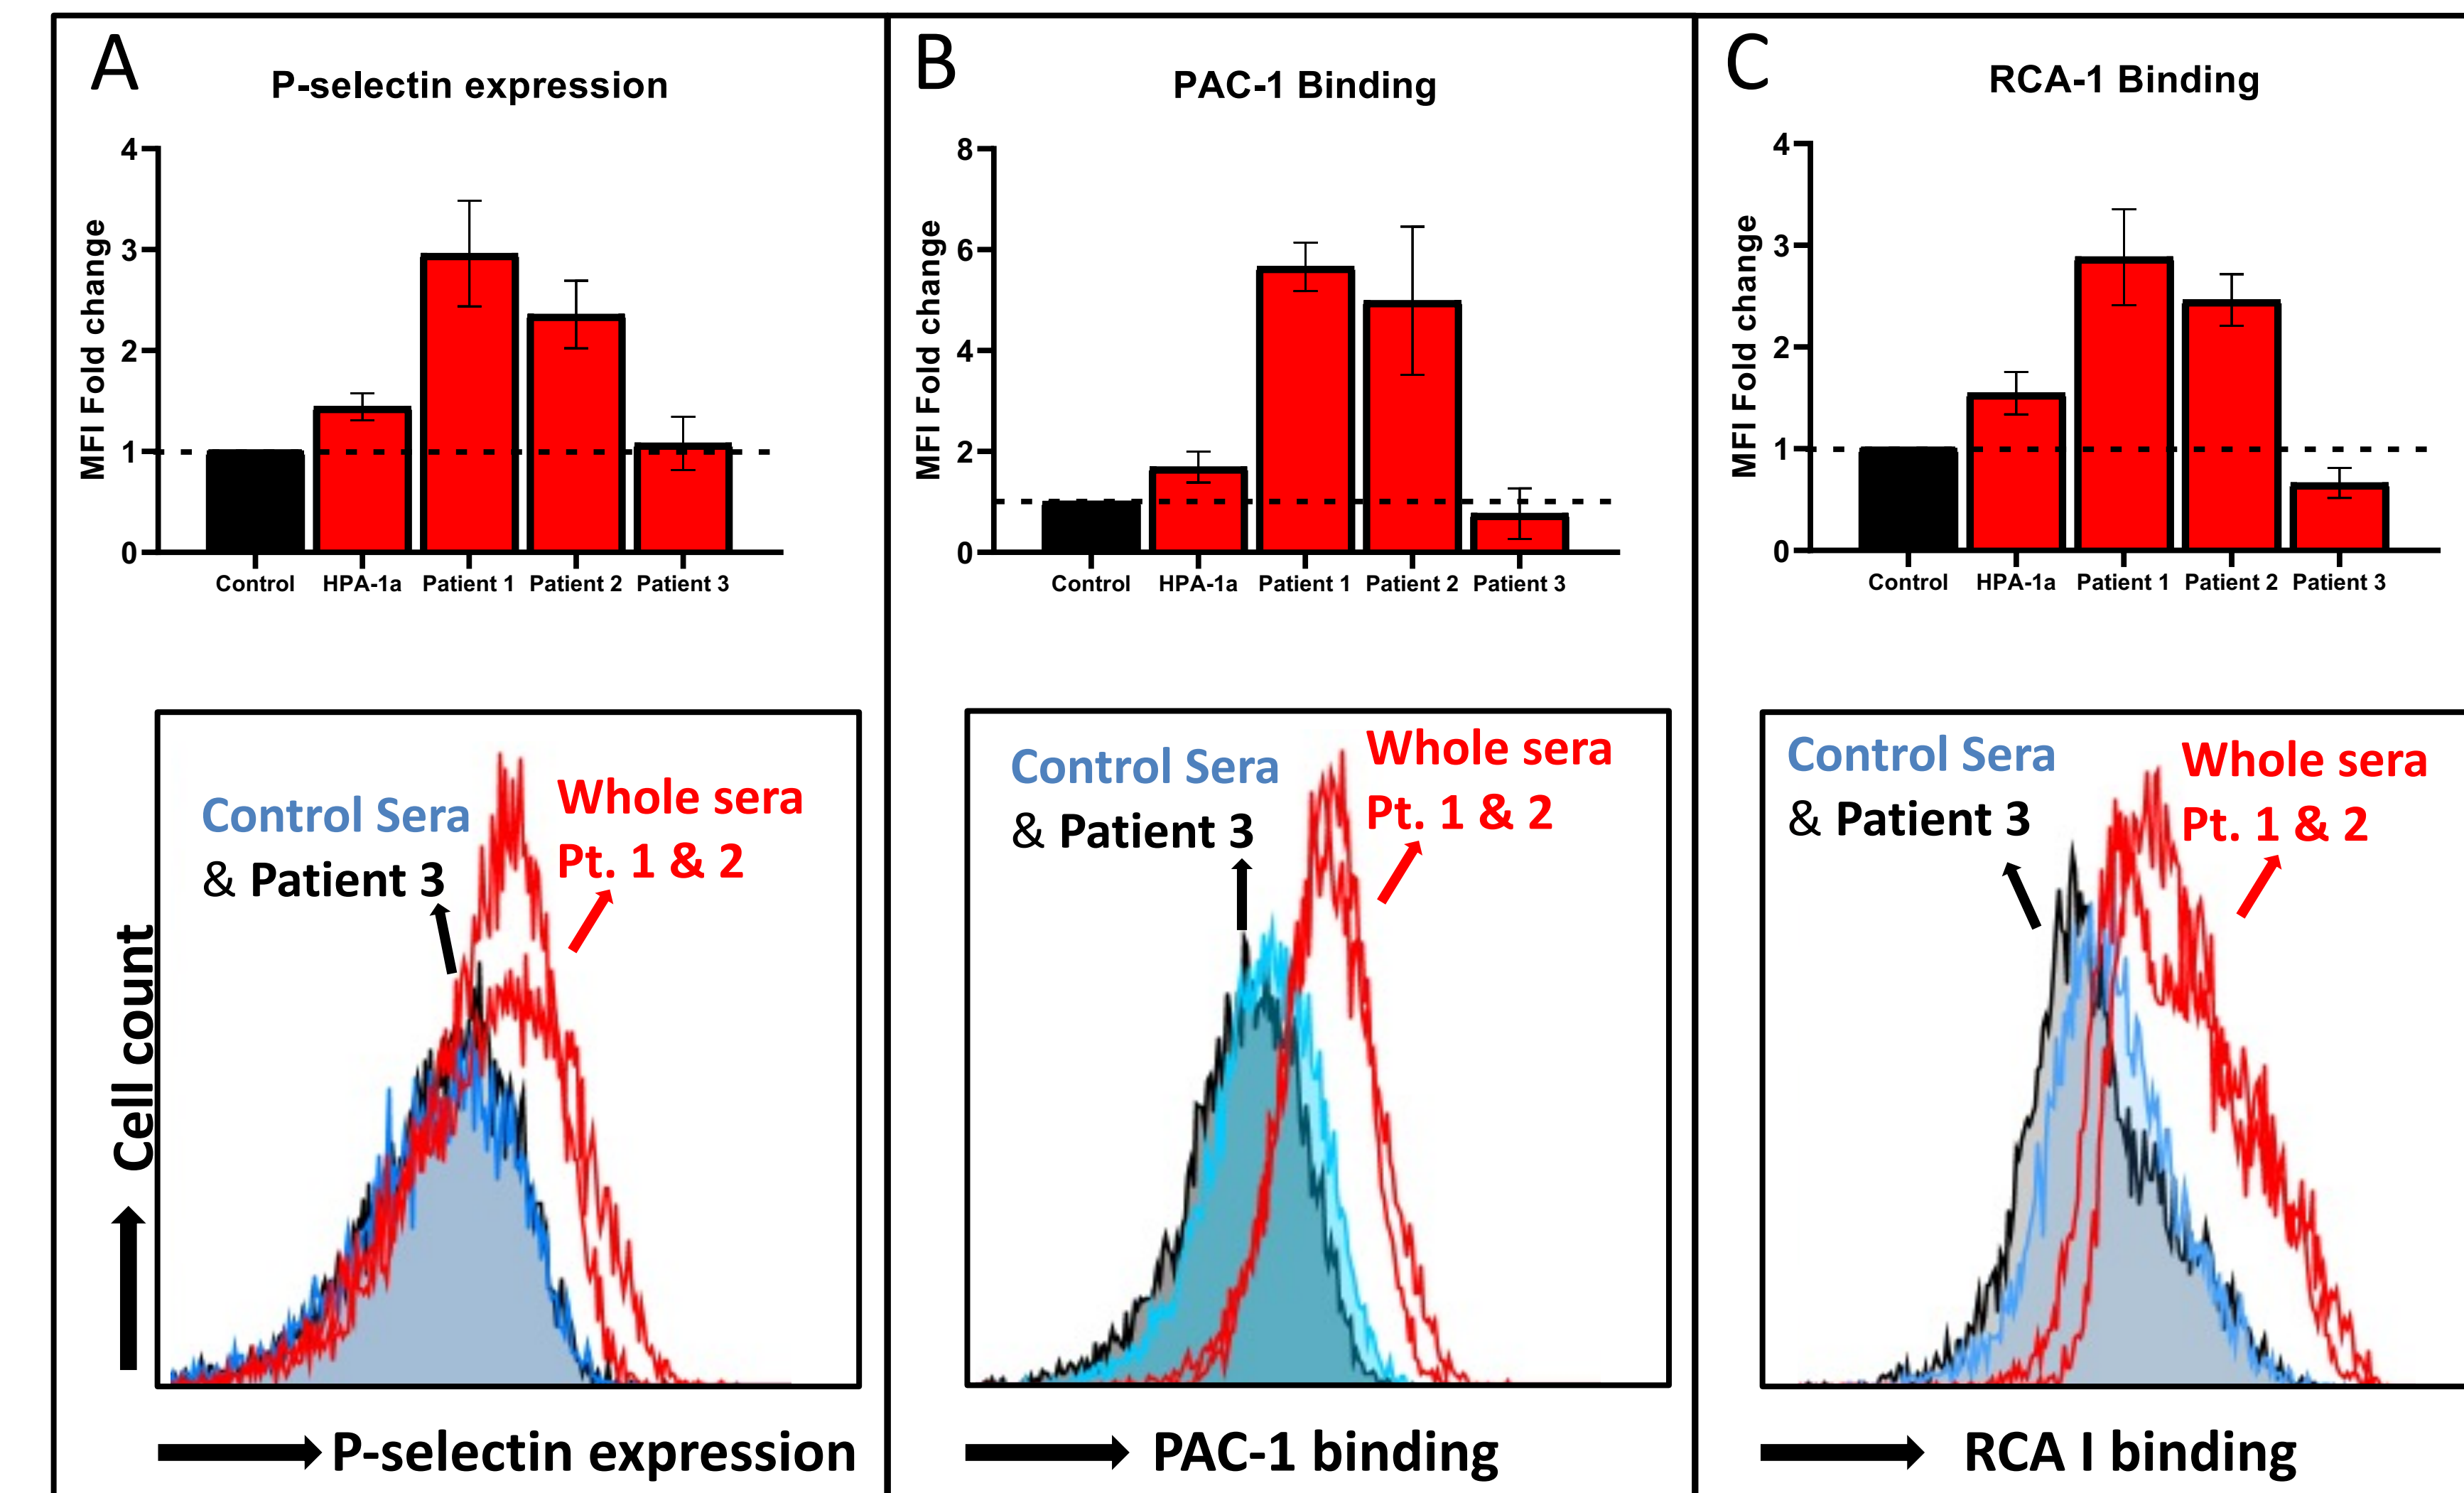 A
P-selectin expression
MFI Fold change
4
3
2
1
0
Control HPA-1a Patient 1 Patient 2 Patient 3
Control Sera
& Patient 3
Whole sera
Pt. 1 & 2
Cell count
P-selectin expression
B
PAC-1 Binding
MFI Fold change
8
6
4
2
0
Control HPA-1a Patient 1 Patient 2 Patient 3
Control Sera
& Patient 3
Whole sera
Pt. 1 & 2
PAC-1 binding
C
RCA-1 Binding
MFI Fold change
4
3
2
1
0
Control HPA-1a Patient 1 Patient 2 Patient 3
Control Sera
& Patient 3
Whole sera
Pt. 1 & 2
RCA I binding